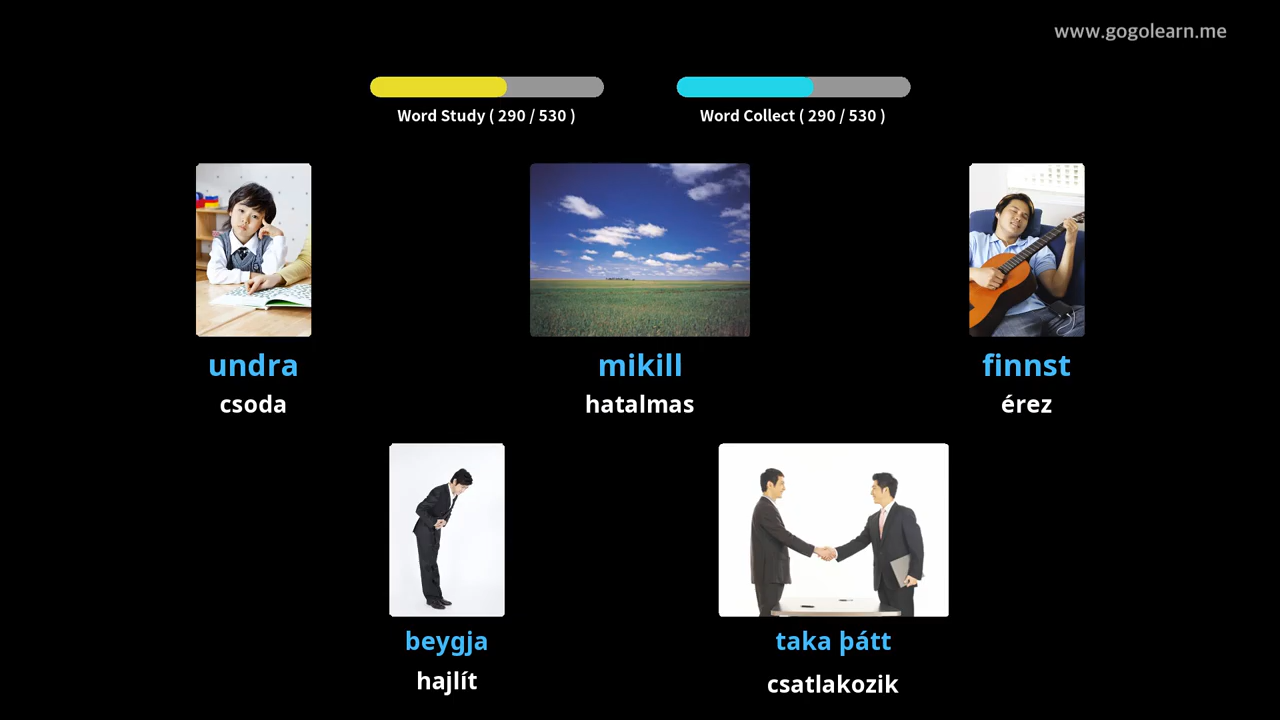 www.gogolearn.me
Word Study ( 290 / 530 )
Word Collect ( 290 / 530 )
undra
csoda
mikill
hatalmas
finnst
érez
beygja
hajlít
taka þátt
csatlakozik